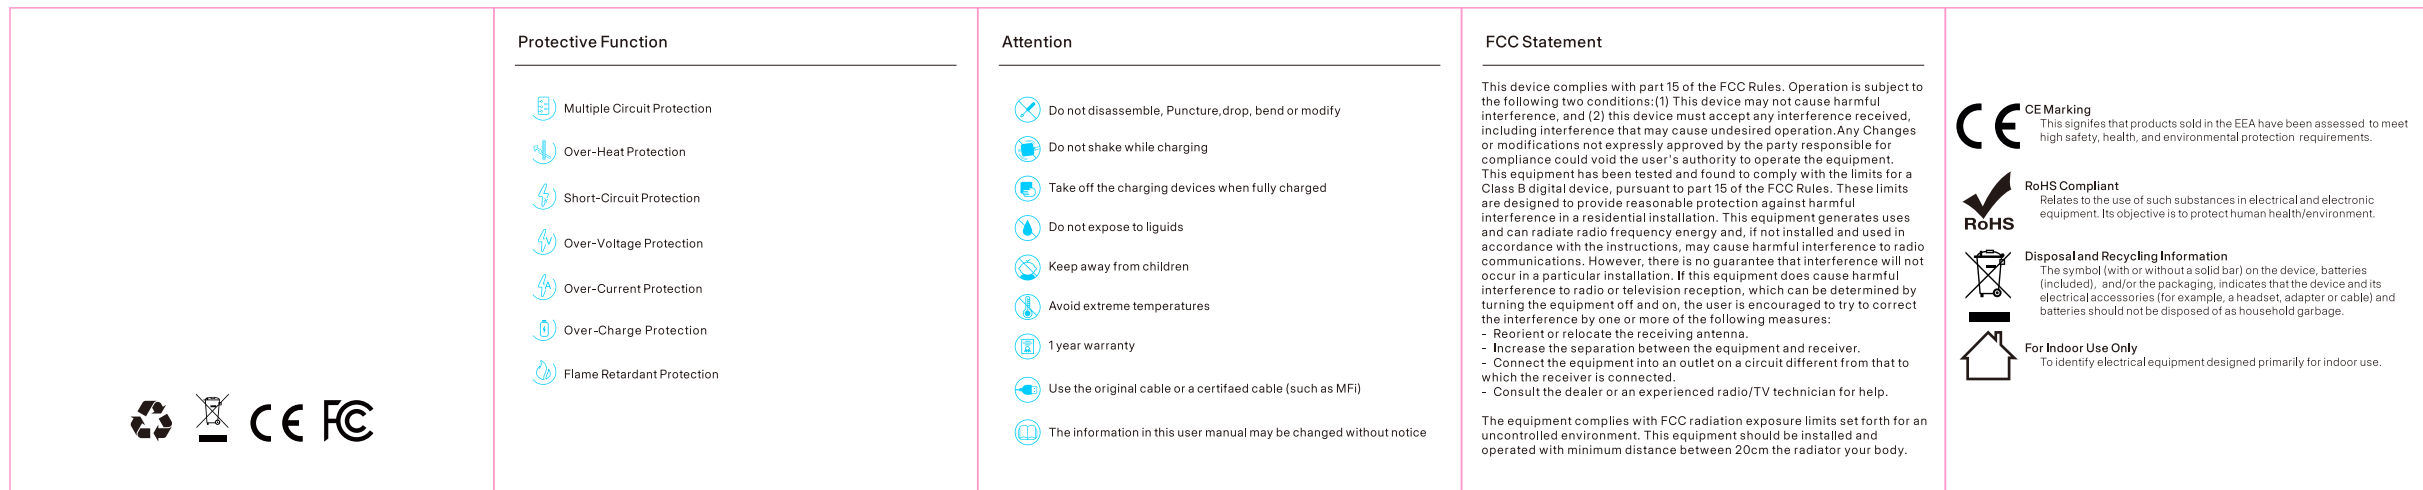 Protective Function
Multiple Circuit Protection
Over-Heat Protection
Short-Circuit Protection
Over-Voltage Protection
Over-Current Protection
Over-Charge Protection
Flame Retardant Protection
Attention
Do not disassemble, Puncture,drop, bend or modify
Do not shake while charging
Take off the charging devices when fully charged
Do not expose to liguids
Keep away from children
Avoid extreme temperatures
1 year warranty
Use the original cable or a certifaed cable (such as MFi)
The information in this user manual may be changed without notice
FCC Statement
This device complies with part 15 of the FCC Rules. Operation is subject to
the following two conditions:(1) This device may not cause harmful
interference, and (2) this device must accept any interference received,
including interference that may cause undesired operation.Any Changes
or modifications not expressly approved by the party responsible for
compliance could void the user's authority to operate the equipment.
This equipment has been tested and found to comply with the limits for a
Class B digital device, pursuant to part 15 of the FCC Rules. These limits
are designed to provide reasonable protection against harmful
interference in a residential installation. This equipment generates uses
and can radiate radio frequency energy and, if not installed and used in
accordance with the instructions, may cause harmful interference to radio
communications. However, there is no guarantee that interference will not
occur in a particular installation. If this equipment does cause harmful
interference to radio or television reception, which can be determined by
turning the equipment off and on, the user is encouraged to try to correct
the interference by one or more of the following measures:
- Reorient or relocate the receiving antenna.
- Increase the separation between the equipment and receiver.
- Connect the equipment into an outlet on a circuit different from that to
which the receiver is connected.
- Consult the dealer or an experienced radio/TV technician for help.
The equipment complies with FCC radiation exposure limits set forth for an
uncontrolled environment. This equipment should be installed and
operated with minimum distance between 20cm the radiator your body.
CE
CE Marking
This signifes that products sold in the EEA have been assessed to meet
high safety, health, and environmental protection requirements.
RoHS
RoHS Compliant
Relates to the use of such substances in electrical and electronic
equipment. Its objective is to protect human health/environment.
Disposal and Recycling Information
The symbol (with or without a solid bar) on the device, batteries
(included), and/or the packaging, indicates that the device and its
electrical accessories (for example, a headset, adapter or cable) and
batteries should not be disposed of as household garbage.
For Indoor Use Only
To identify electrical equipment designed primarily for indoor use.
CE FC